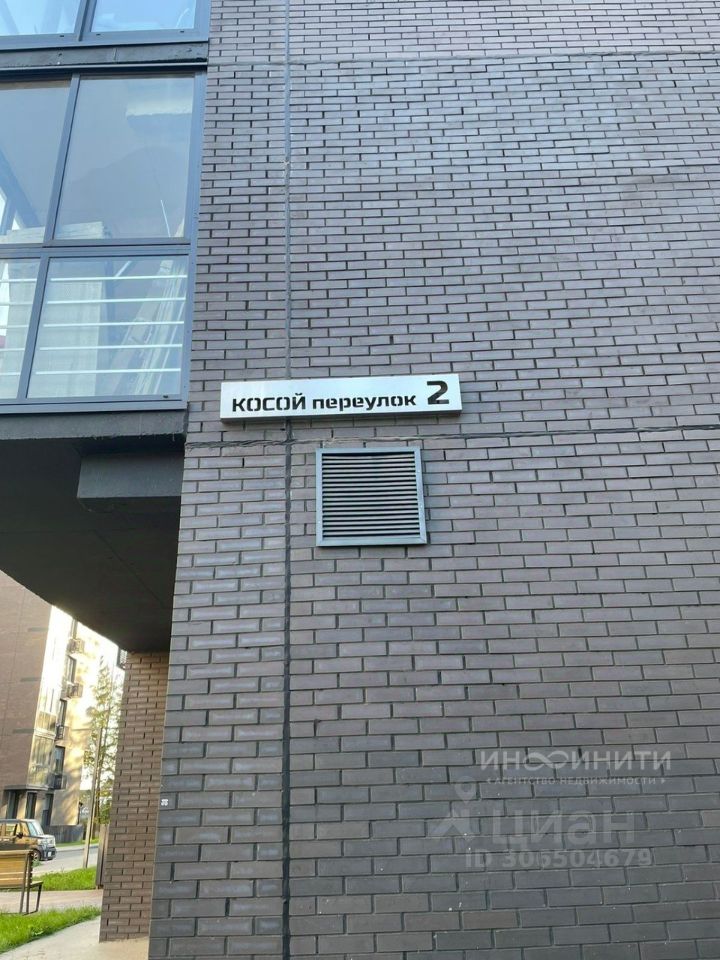 КОСОЙ переулок 2
ИНФИНИТИ
АГЕНТСТВО НЕДВИЖИМОСТИ
циан
ID 306504679